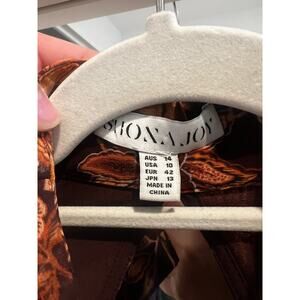 SHONA JOY
AUS 14
USA 10
EUR 42
JPN 13
MADE IN
CHINA